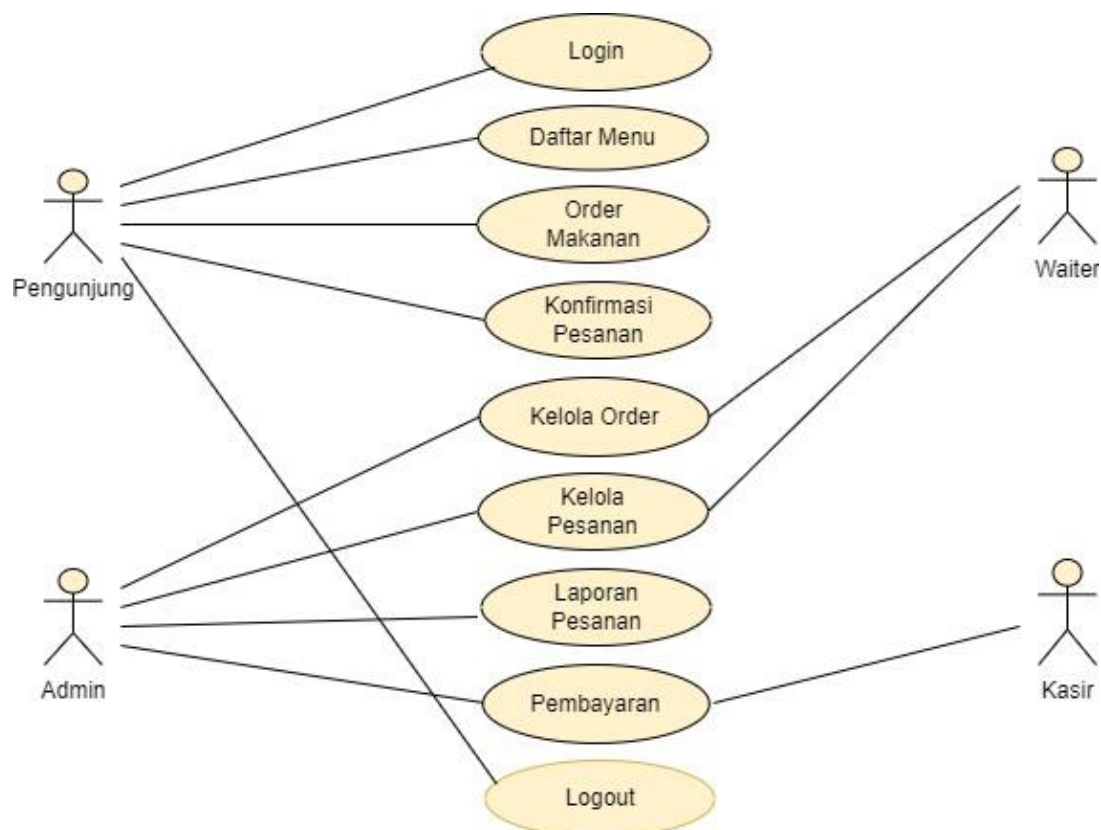 Login
Daftar Menu
Order
Makanan
Pengunjung
Waiter
Konfirmasi
Pesanan
Kelola Order
Kelola
Pesanan
Laporan
Pesanan
Admin
Pembayaran
Kasir
Logout